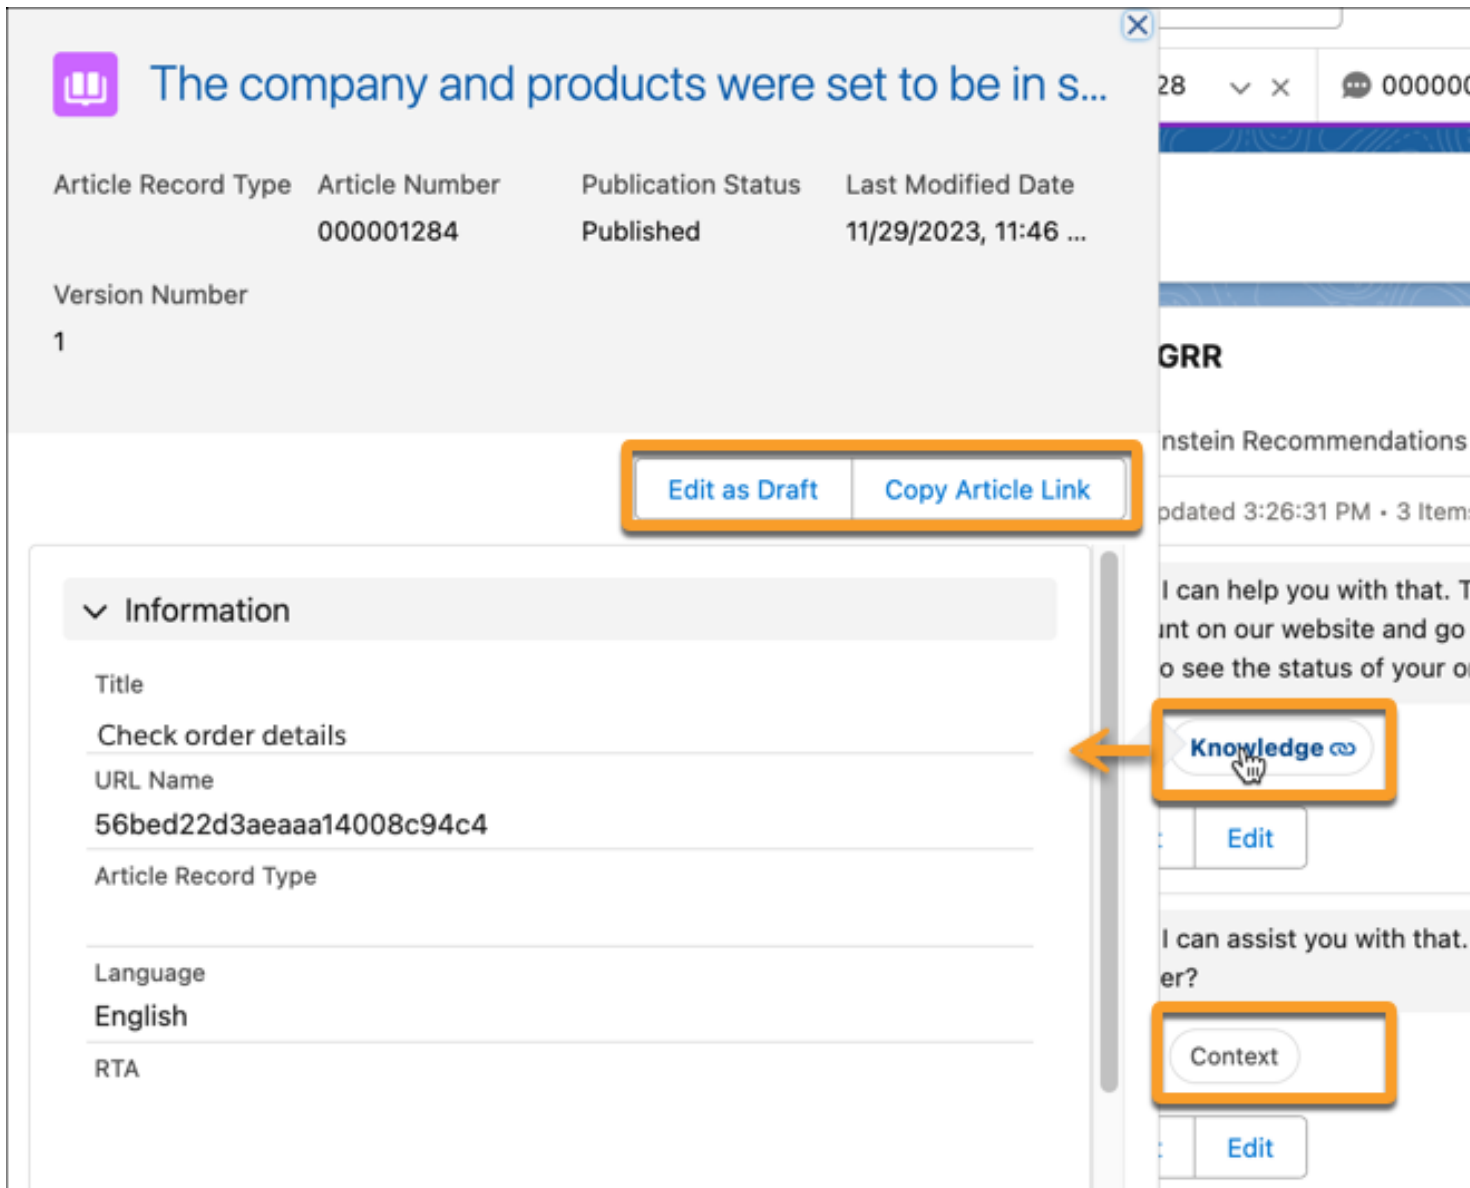 The company and products were set to be in s...
Article Record Type Article Number Publication Status Last Modified Date
000001284 Published 11/29/2023, 11:46 ...
Version Number
1
Edit as Draft Copy Article Link
Information
Title
Check order details
URL Name
56bed22d3aeaaa14008c94c4
Article Record Type
Language
English
RTA
28 000000
GRR
nstein Recommendations
pdated 3:26:31 PM • 3 Items
I can help you with that. T
unt on our website and go
o see the status of your o
Knowledge
Edit
I can assist you with that.
er?
Context
Edit